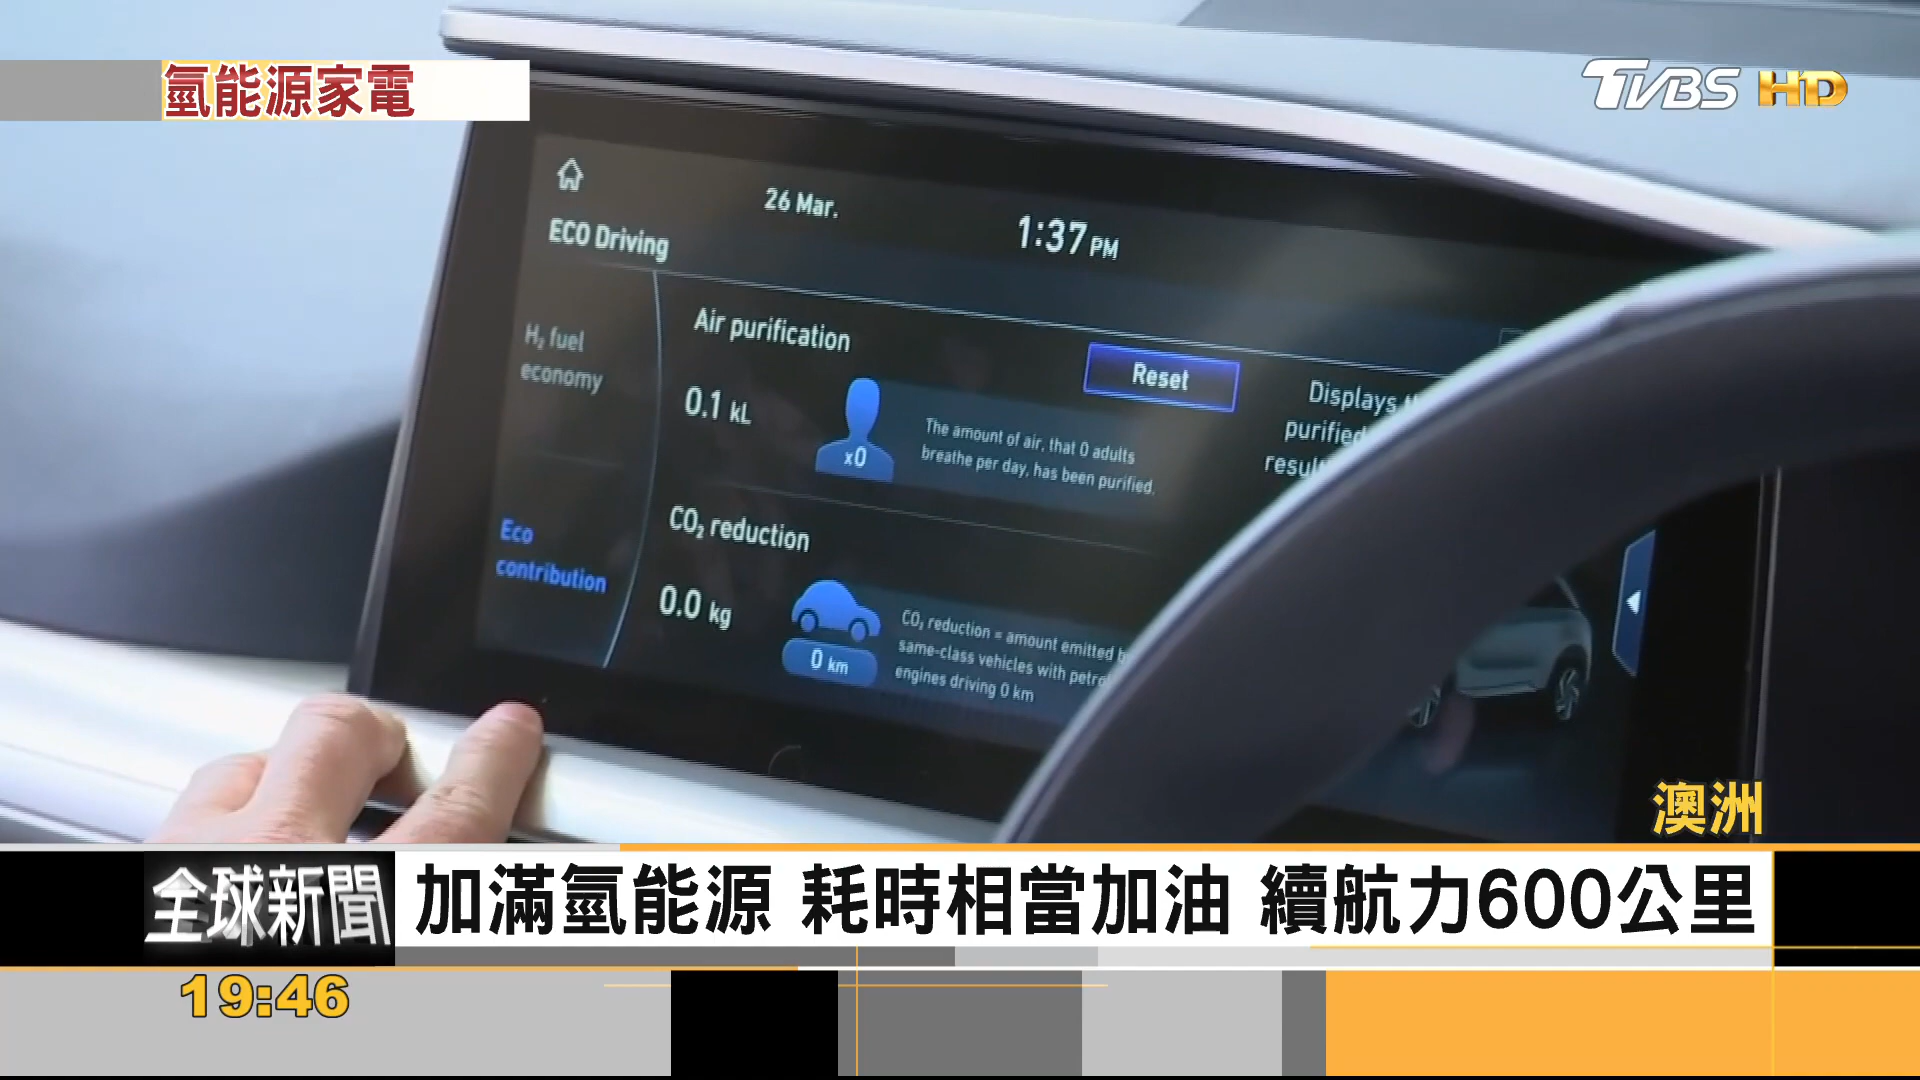 氫能源家電
TVBS HD
26 Mar.
1:37 PM
ECO Driving
H₂ fuel
economy
Eco
contribution
Air purification
Reset
0.1 kL
x0
The amount of air, that 0 adults
breathe per day, has been purified.
Displays
purified
CO₂ reduction
0.0 kg
0 km
CO₂ reduction = amount emitted
same-class vehicles with
engines driving 0 km
澳洲
全球新聞
加滿氫能源 耗時相當加油 續航力600公里
19:46